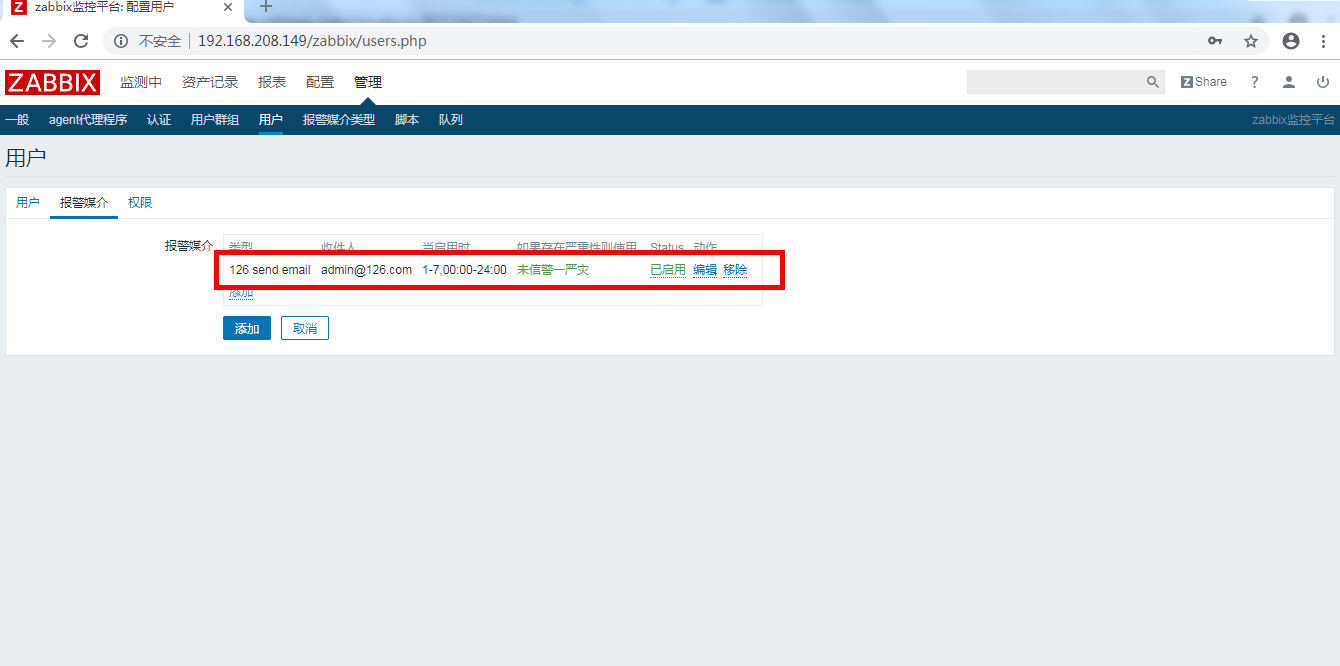 Z zabbix监控平台: 配置用户
不安全 192.168.208.149/zabbix/users.php
ZABBIX 监测中 资产记录 报表 配置 管理 Z Share ?
一般 agent代理程序 认证 用户群组 用户 报警媒介类型 脚本 队列 zabbix监控平台
用户
用户 报警媒介 权限
报警媒介 类型 收件人 当启用时 如果存在严重性则使用 Status 动作
126 send email admin@126.com 1-7,00:00-24:00 未信警一严灾 已启用 编辑 移除
添加
添加 取消